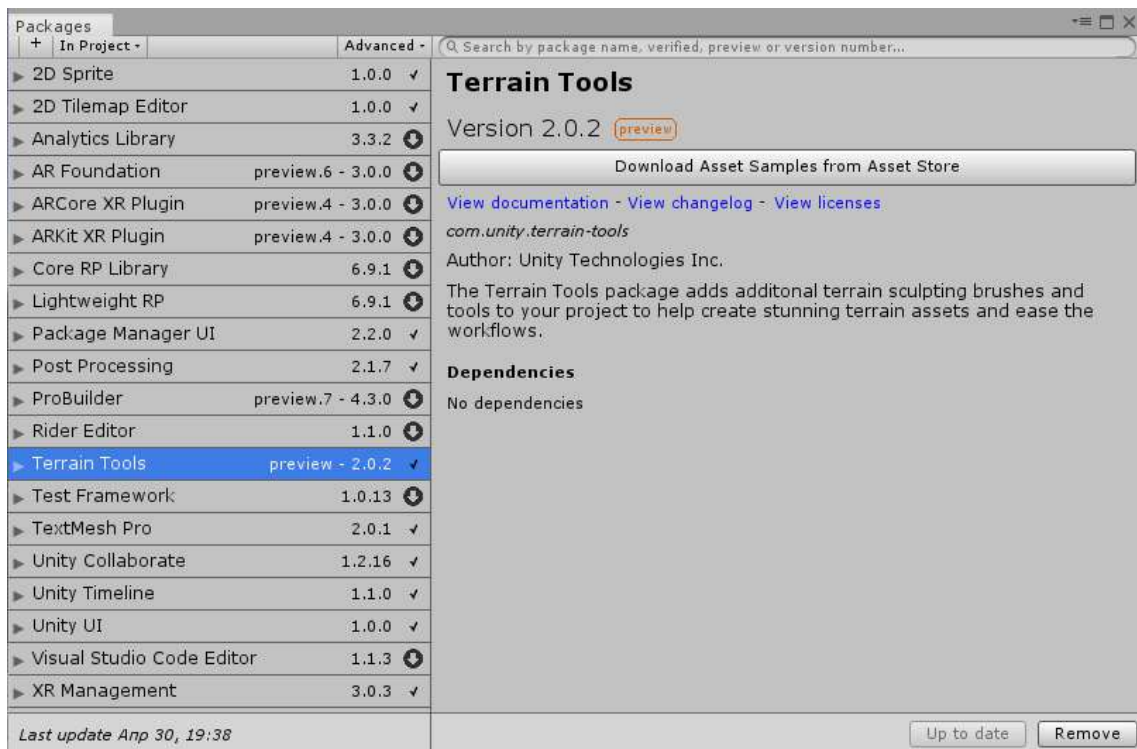 Packages
+ In Project Advanced Search by package name, verified, preview or version number...
2D Sprite 1.0.0
2D Tilemap Editor 1.0.0
Analytics Library 3.3.2
AR Foundation preview.6 - 3.0.0
ARCore XR Plugin preview.4 - 3.0.0
ARKit XR Plugin preview.4 - 3.0.0
Core RP Library 6.9.1
Lightweight RP 6.9.1
Package Manager UI 2.2.0
Post Processing 2.1.7
ProBuilder preview.7 - 4.3.0
Rider Editor 1.1.0
Terrain Tools preview - 2.0.2
Test Framework 1.0.13
TextMesh Pro 2.0.1
Unity Collaborate 1.2.16
Unity Timeline 1.1.0
Unity UI 1.0.0
Visual Studio Code Editor 1.1.3
XR Management 3.0.3
Last update Апр 30, 19:38
Terrain Tools
Version 2.0.2 preview
Download Asset Samples from Asset Store
View documentation - View changelog - View licenses
com.unity.terrain-tools
Author: Unity Technologies Inc.
The Terrain Tools package adds additonal terrain sculpting brushes and
tools to your project to help create stunning terrain assets and ease the
workflows.
Dependencies
No dependencies
Up to date Remove